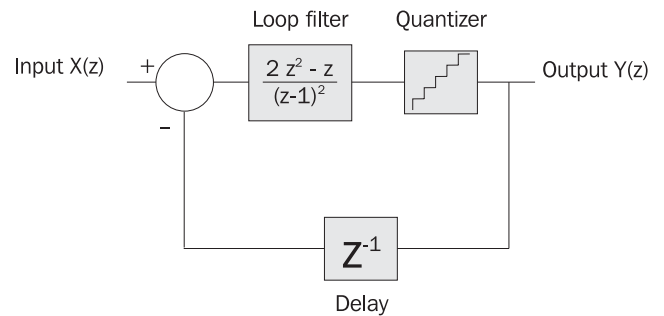 Loop filter
Quantizer
Input X(z)
+
2 z² - z
(z-1)²
Output Y(z)
–
Z⁻¹
Delay